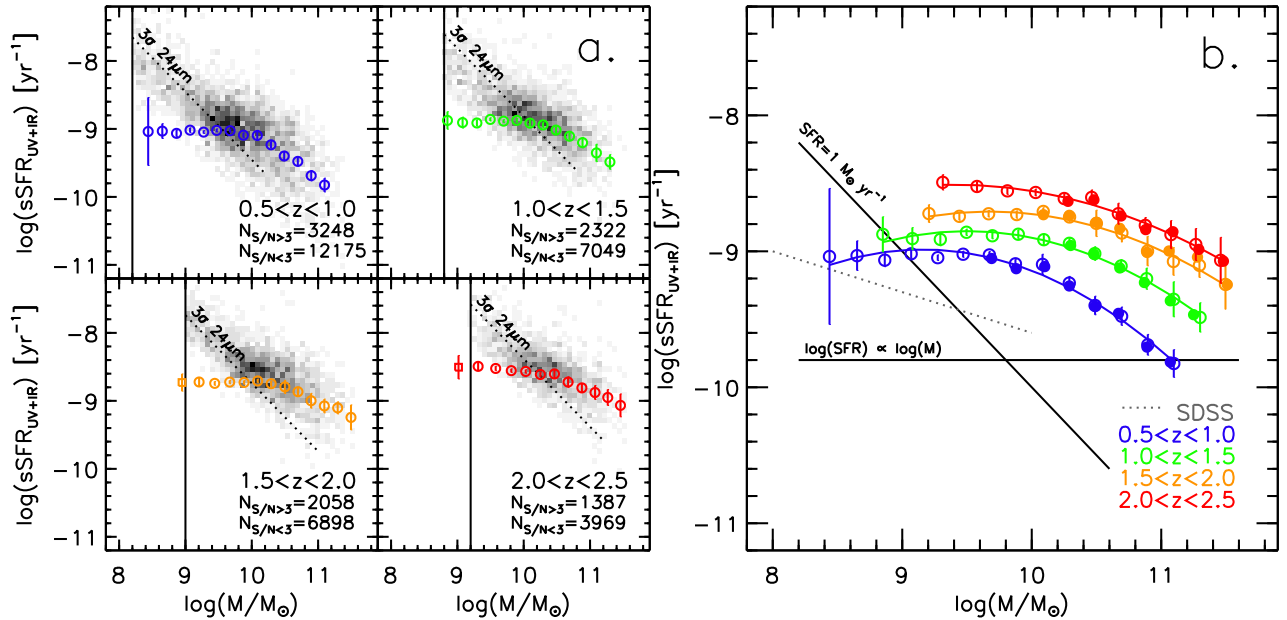 a.
3σ 24μm
0.5<z<1.0
N_S/N>3=3248
N_S/N<3=12175
3σ 24μm
1.0<z<1.5
N_S/N>3=2322
N_S/N<3=7049
log(sSFR_UV+IR) [yr⁻¹]
−8
−9
−10
−11
3σ 24μm
1.5<z<2.0
N_S/N>3=2058
N_S/N<3=6898
3σ 24μm
2.0<z<2.5
N_S/N>3=1387
N_S/N<3=3969
log(sSFR_UV+IR) [yr⁻¹]
−8
−9
−10
−11
8 9 10 11
8 9 10 11
log(M/M⊙)
log(M/M⊙)
b.
log(sSFR_UV+IR) [yr⁻¹]
−8
−9
−10
−11
SFR=1 M⊙ yr⁻¹
log(SFR) ∝ log(M)
SDSS
0.5<z<1.0
1.0<z<1.5
1.5<z<2.0
2.0<z<2.5
8 9 10 11
log(M/M⊙)